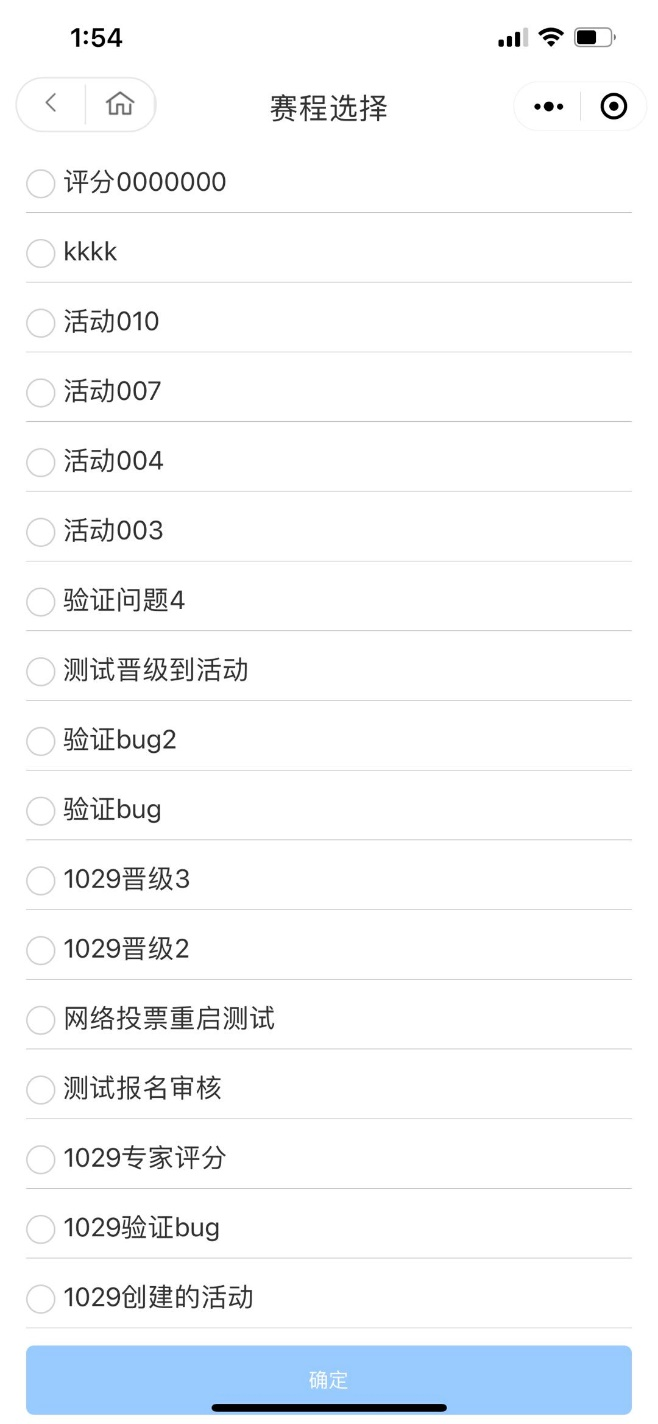 1:54
赛程选择
评分0000000
kkkk
活动010
活动007
活动004
活动003
验证问题4
测试晋级到活动
验证bug2
验证bug
1029晋级3
1029晋级2
网络投票重启测试
测试报名审核
1029专家评分
1029验证bug
1029创建的活动
确定